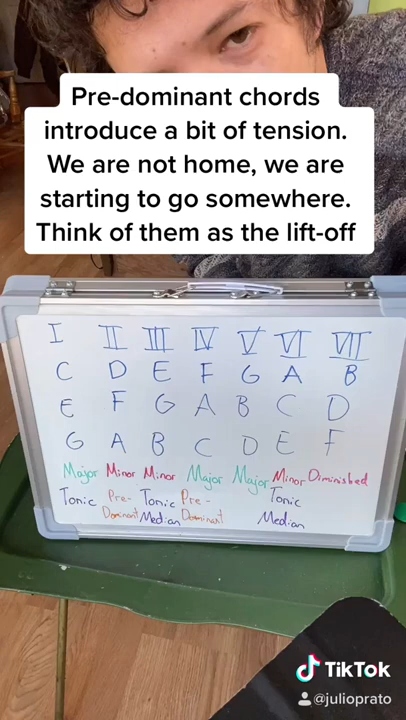 Pre-dominant chords
introduce a bit of tension.
We are not home, we are
starting to go somewhere.
Think of them as the lift-off
I II III IV V VI VII
C D E F G A B
E F G A B C D
G A B C D E F
Major Minor Minor Major Major Minor Diminished
Tonic Pre- Tonic Pre- Tonic
Dominant Median Dominant Median
TikTok
@julioprato